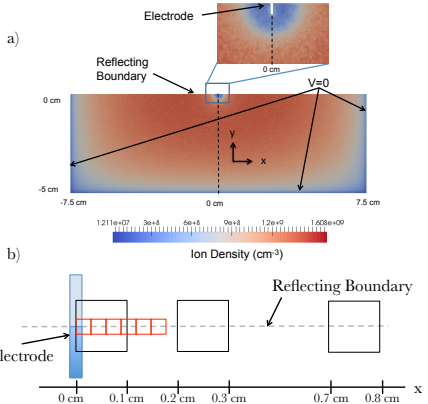 Electrode
a)
0 cm
Reflecting
Boundary
V=0
0 cm
y
x
-5 cm
-7.5 cm
0 cm
7.5 cm
1.211e+07 3e+8 6e+8 9e+8 1.2e+9 1.608e+09
Ion Density (cm-3)
b)
Reflecting Boundary
lectrode
x
0 cm 0.1 cm 0.2 cm 0.3 cm 0.7 cm 0.8 cm